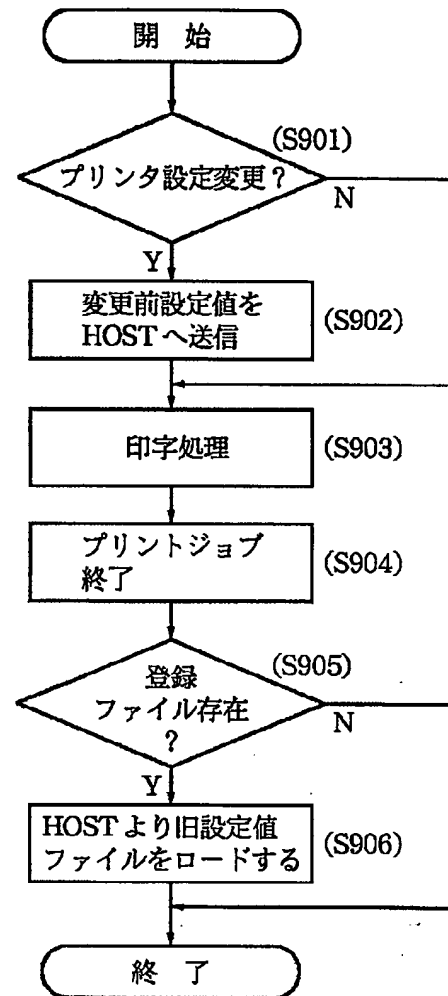 開 始
(S901)
プリンタ設定変更?
N
Y
変更前設定値を
HOSTへ送信
(S902)
印字処理
(S903)
プリントジョブ
終了
(S904)
(S905)
登録
ファイル存在
?
N
Y
HOSTより旧設定値
ファイルをロードする
(S906)
終 了